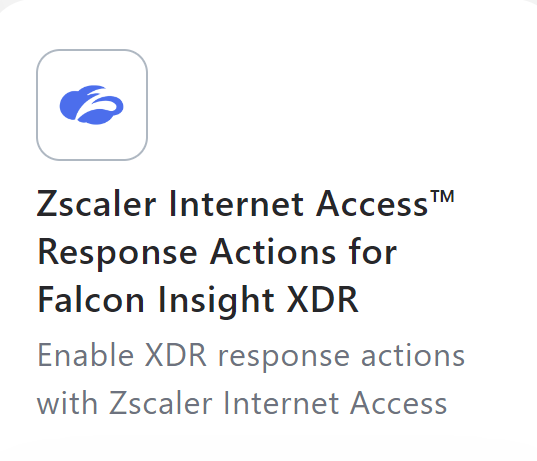 Zscaler Internet Access™
Response Actions for
Falcon Insight XDR
Enable XDR response actions
with Zscaler Internet Access